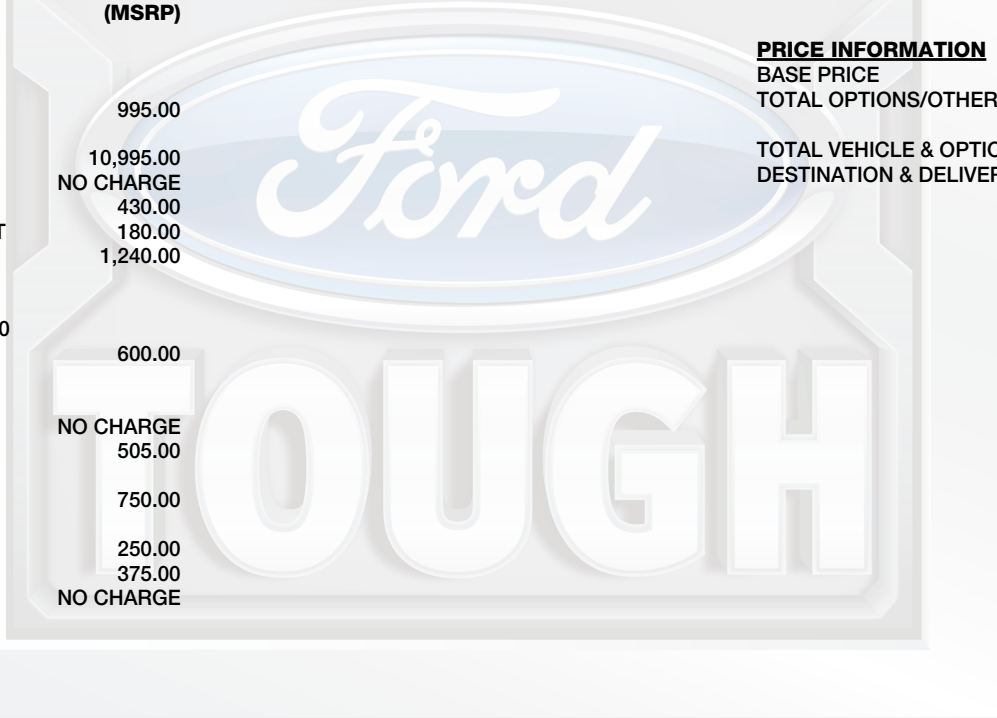 (MSRP)
995.00
10,995.00
NO CHARGE
430.00
T 180.00
1,240.00
0
600.00
NO CHARGE
505.00
750.00
250.00
375.00
NO CHARGE
PRICE INFORMATION
BASE PRICE
TOTAL OPTIONS/OTHER
TOTAL VEHICLE & OPTIO
DESTINATION & DELIVER
Ford
TOUGH